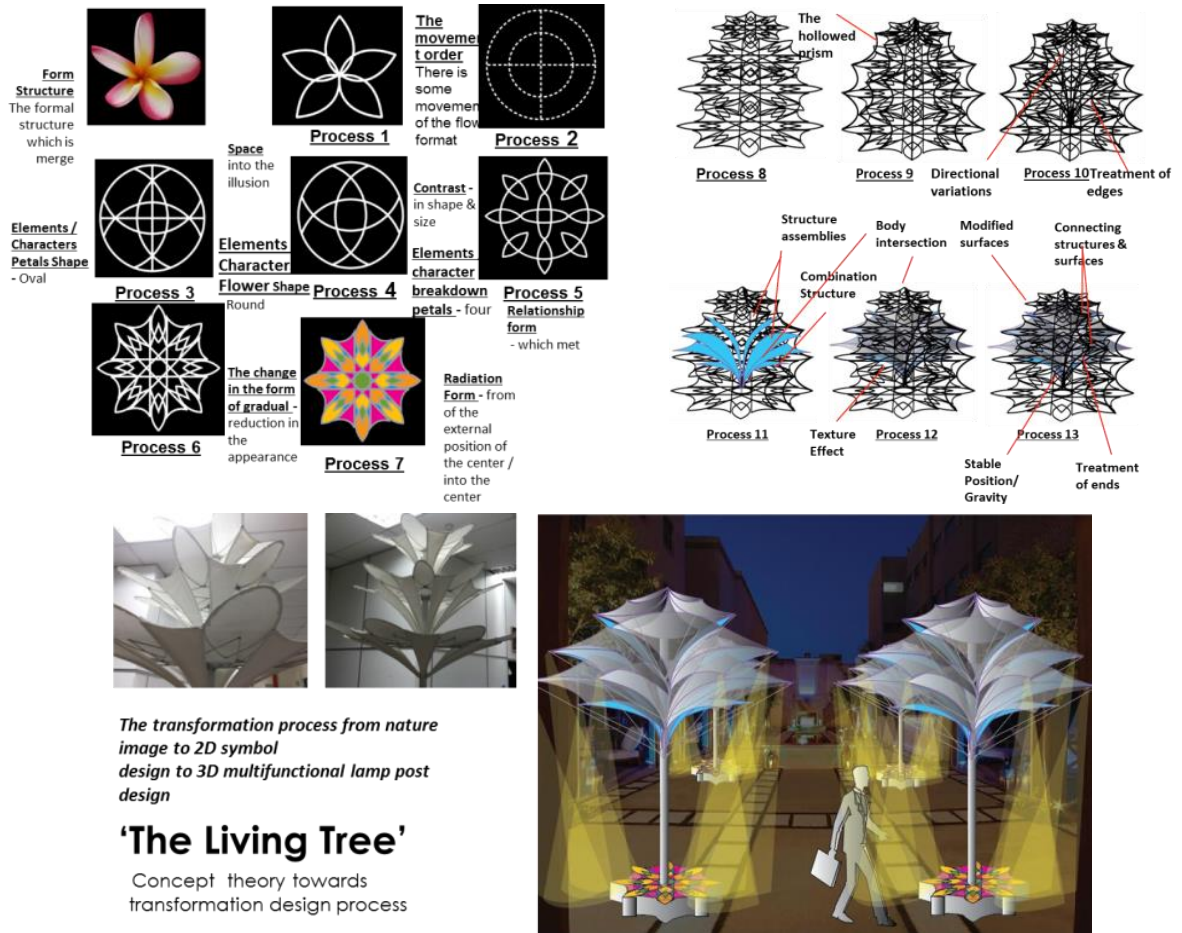 Form
Structure
The formal
structure
which is
merge
Process 1
The
movemen
t order
There is
some
movemen
of the flow
format
Process 2
Space
into the
illusion
Elements /
Characters
Petals Shape
- Oval
Process 3
Elements
Character
Flower Shape
Round
Process 4
Contrast -
in shape &
size
Elements
character
breakdown
petals - four
Process 5
Relationship
form
- which met
Process 6
The change
in the form
of gradual -
reduction in
the
appearance
Process 7
Radiation
Form - from
of the
external
position of
the center /
into the
center
The
hollowed
prism
Process 8
Process 9
Directional
variations
Process 10
Treatment of
edges
Structure
assemblies
Body
intersection
Modified
surfaces
Connecting
structures &
surfaces
Combination
Structure
Process 11
Texture
Effect
Process 12
Process 13
Stable
Position/
Gravity
Treatment
of ends
The transformation process from nature
image to 2D symbol
design to 3D multifunctional lamp post
design
‘The Living Tree’
Concept theory towards
transformation design process